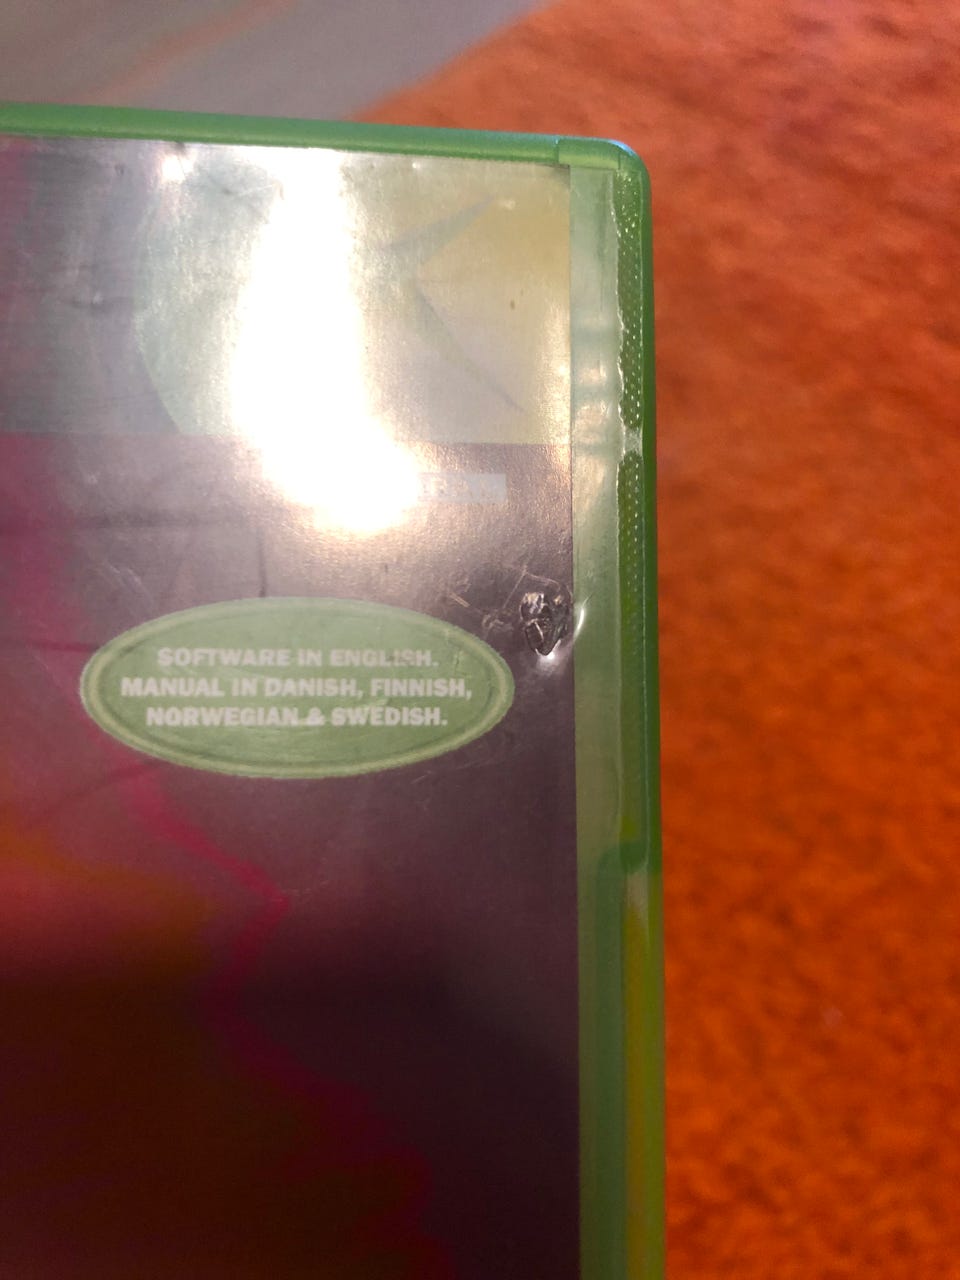 SOFTWARE IN ENGLISH.
MANUAL IN DANISH, FINNISH,
NORWEGIAN & SWEDISH.